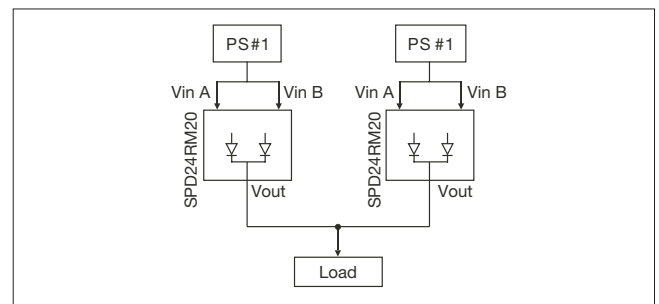 PS #1
PS #1
Vin A
Vin B
Vin A
Vin B
SPD24RM20
SPD24RM20
Vout
Vout
Load